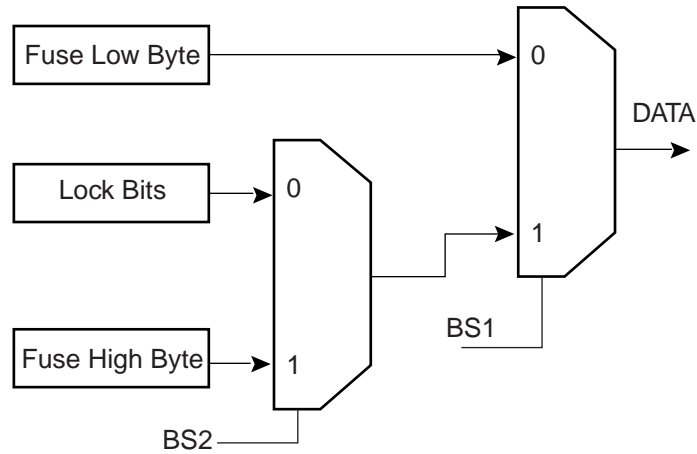 Fuse Low Byte
0
DATA
Lock Bits
0
1
BS1
Fuse High Byte
1
BS2